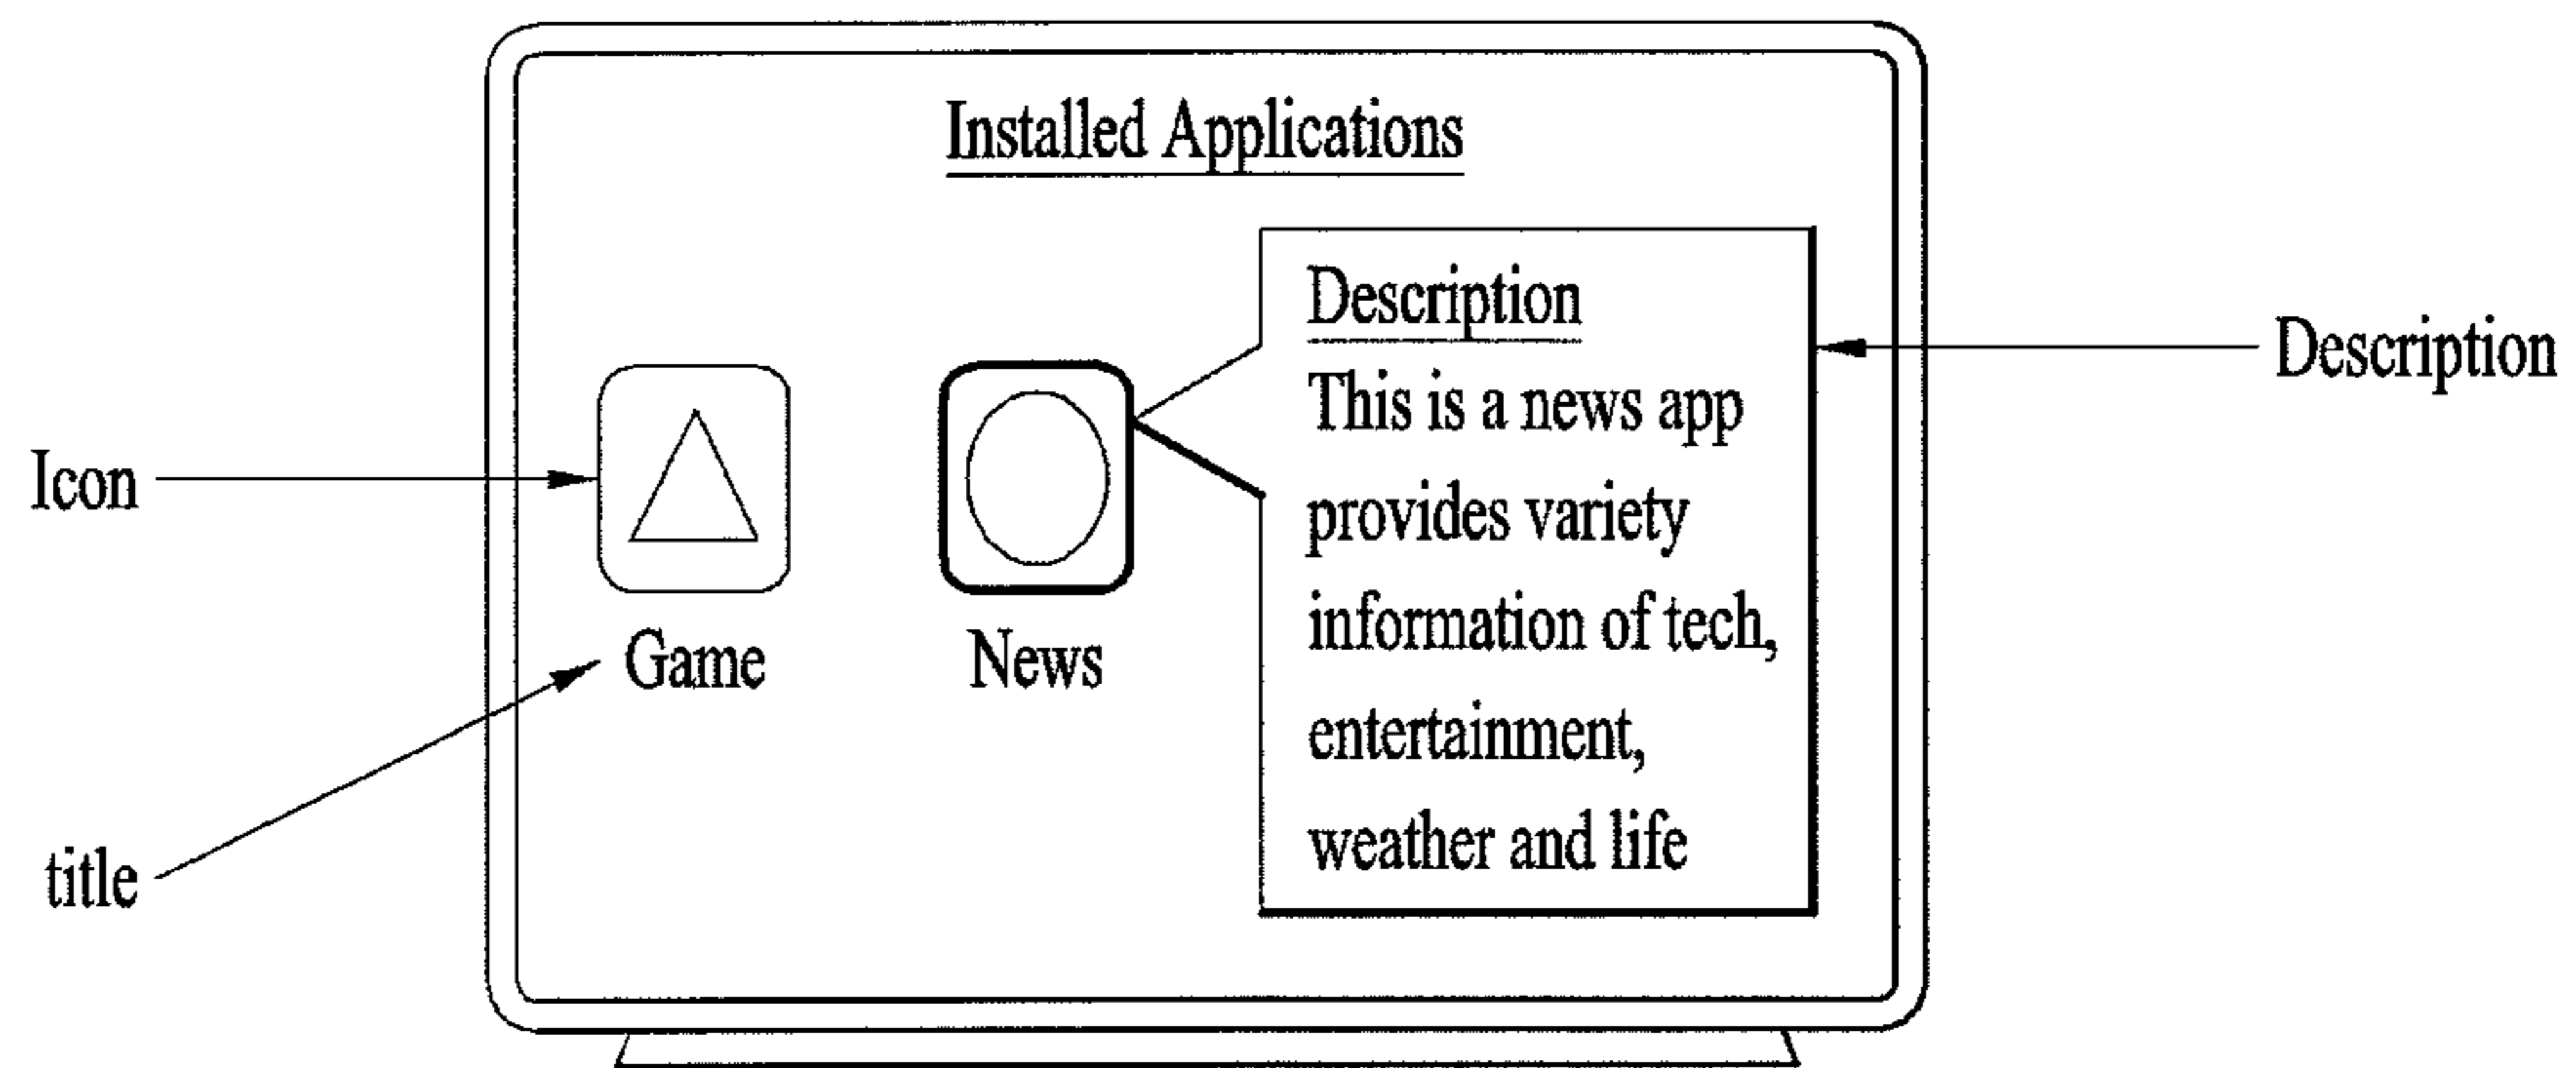 Installed Applications
Description
This is a news app
provides variety
information of tech,
entertainment,
weather and life
Description
Icon
Game
News
title